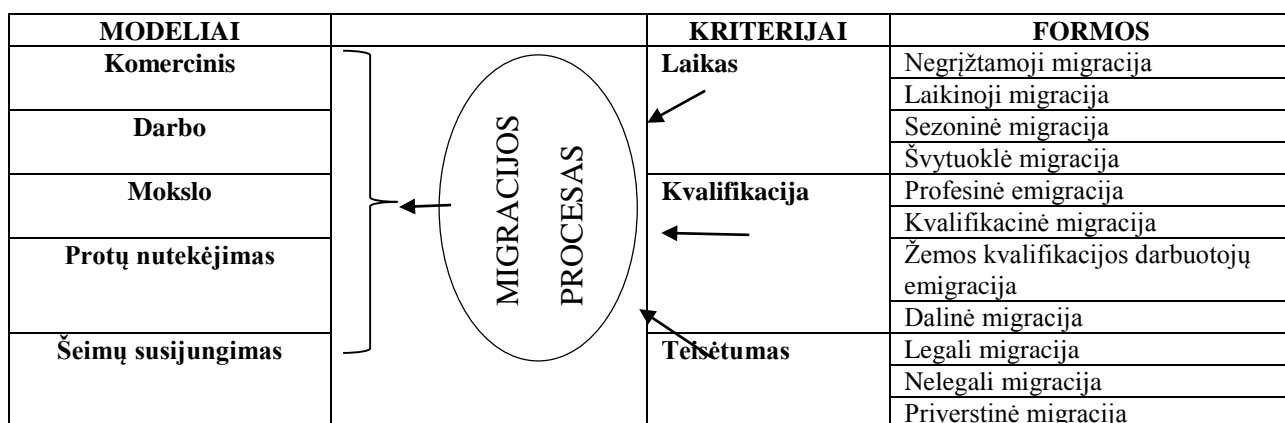 MODELIAI
KRITERIJAI
FORMOS
Komercinis
Darbo
Mokslo
Protų nutekėjimas
Šeimų susijungimas
MIGRACIJOS
PROCESAS
Laikas
Negrįžtamoji migracija
Laikinoji migracija
Sezoninė migracija
Švytuoklė migracija
Kvalifikacija
Profesinė emigracija
Kvalifikacinė migracija
Žemos kvalifikacijos darbuotojų
emigracija
Dalinė migracija
Teisėtumas
Legali migracija
Nelegali migracija
Priverstinė migracija